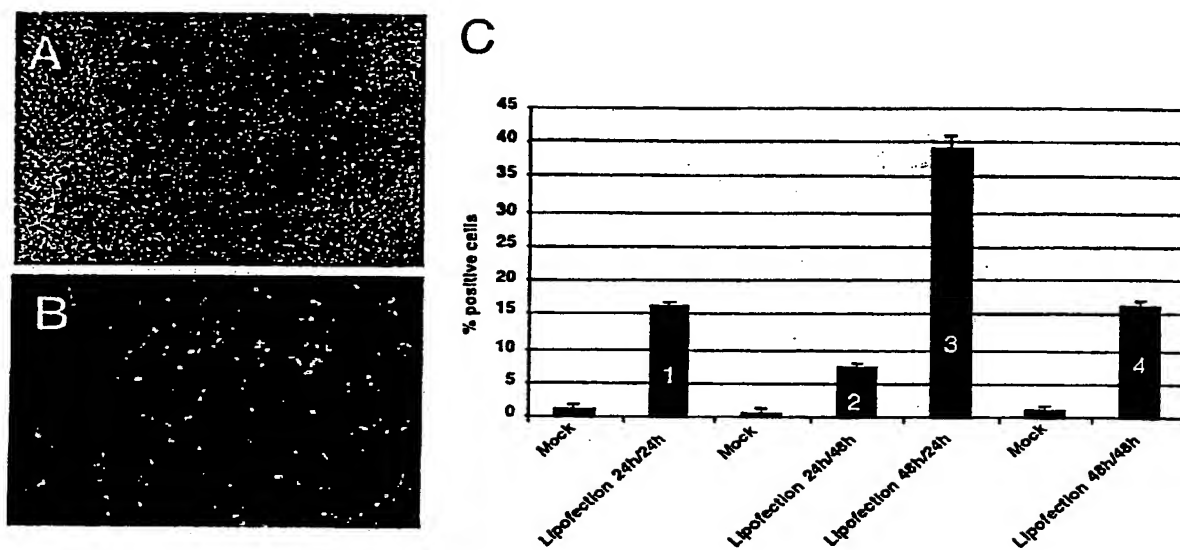 A
B
C
% positive cells
45
40
35
30
25
20
15
10
5
0
1
2
3
4
Mock
Lipofection 24h/24h
Mock
Lipofection 24h/48h
Lipofection 48h/24h
Mock
Lipofection 48h/48h